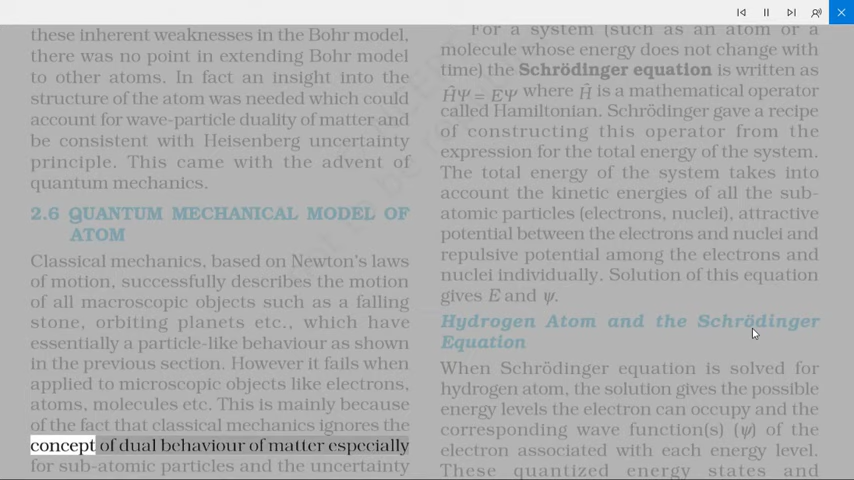 these inherent weaknesses in the Bohr model,
there was no point in extending Bohr model
to other atoms. In fact an insight into the
structure of the atom was needed which could
account for wave-particle duality of matter and
be consistent with Heisenberg uncertainty
principle. This came with the advent of
quantum mechanics.
2.6 QUANTUM MECHANICAL MODEL OF
ATOM
Classical mechanics, based on Newton's laws
of motion, successfully describes the motion
of all macroscopic objects such as a falling
stone, orbiting planets etc., which have
essentially a particle-like behaviour as shown
in the previous section. However it fails when
applied to microscopic objects like electrons,
atoms, molecules etc. This is mainly because
of the fact that classical mechanics ignores the
concept of dual behaviour of matter especially
for sub-atomic particles and the uncertainty
For a system (such as an atom or a
molecule whose energy does not change with
time) the Schrödinger equation is written as
ĤΨ = EΨ where Ĥ is a mathematical operator
called Hamiltonian. Schrödinger gave a recipe
of constructing this operator from the
expression for the total energy of the system.
The total energy of the system takes into
account the kinetic energies of all the sub-
atomic particles (electrons, nuclei), attractive
potential between the electrons and nuclei and
repulsive potential among the electrons and
nuclei individually. Solution of this equation
gives E and ψ.
Hydrogen Atom and the Schrödinger
Equation
When Schrödinger equation is solved for
hydrogen atom, the solution gives the possible
energy levels the electron can occupy and the
corresponding wave function(s) (ψ) of the
electron associated with each energy level.
These quantized energy states and